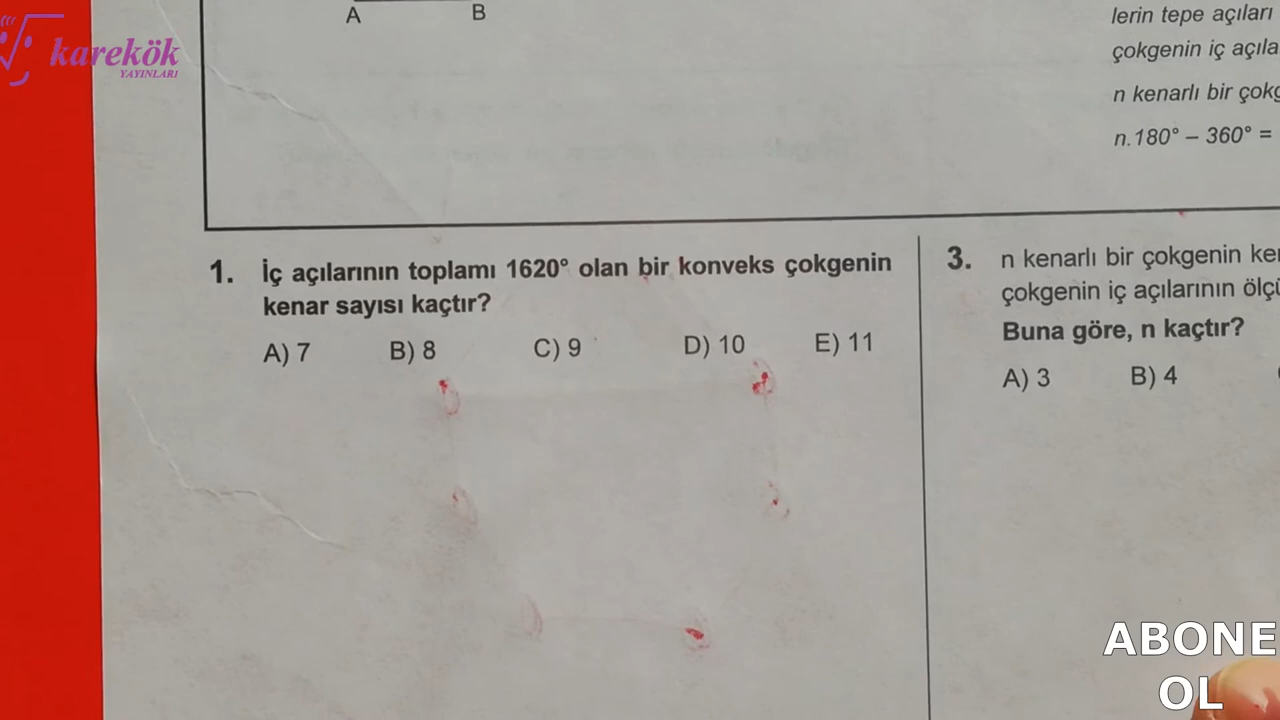 karekök
YAYINLARI
A B
lerin tepe açıları
çokgenin iç açıla
n kenarlı bir çokg
n.180° – 360° =
1. İç açılarının toplamı 1620° olan bir konveks çokgenin
kenar sayısı kaçtır?
A) 7 B) 8 C) 9 D) 10 E) 11
3. n kenarlı bir çokgenin ke
çokgenin iç açılarının ölçü
Buna göre, n kaçtır?
A) 3 B) 4
ABONE
OL